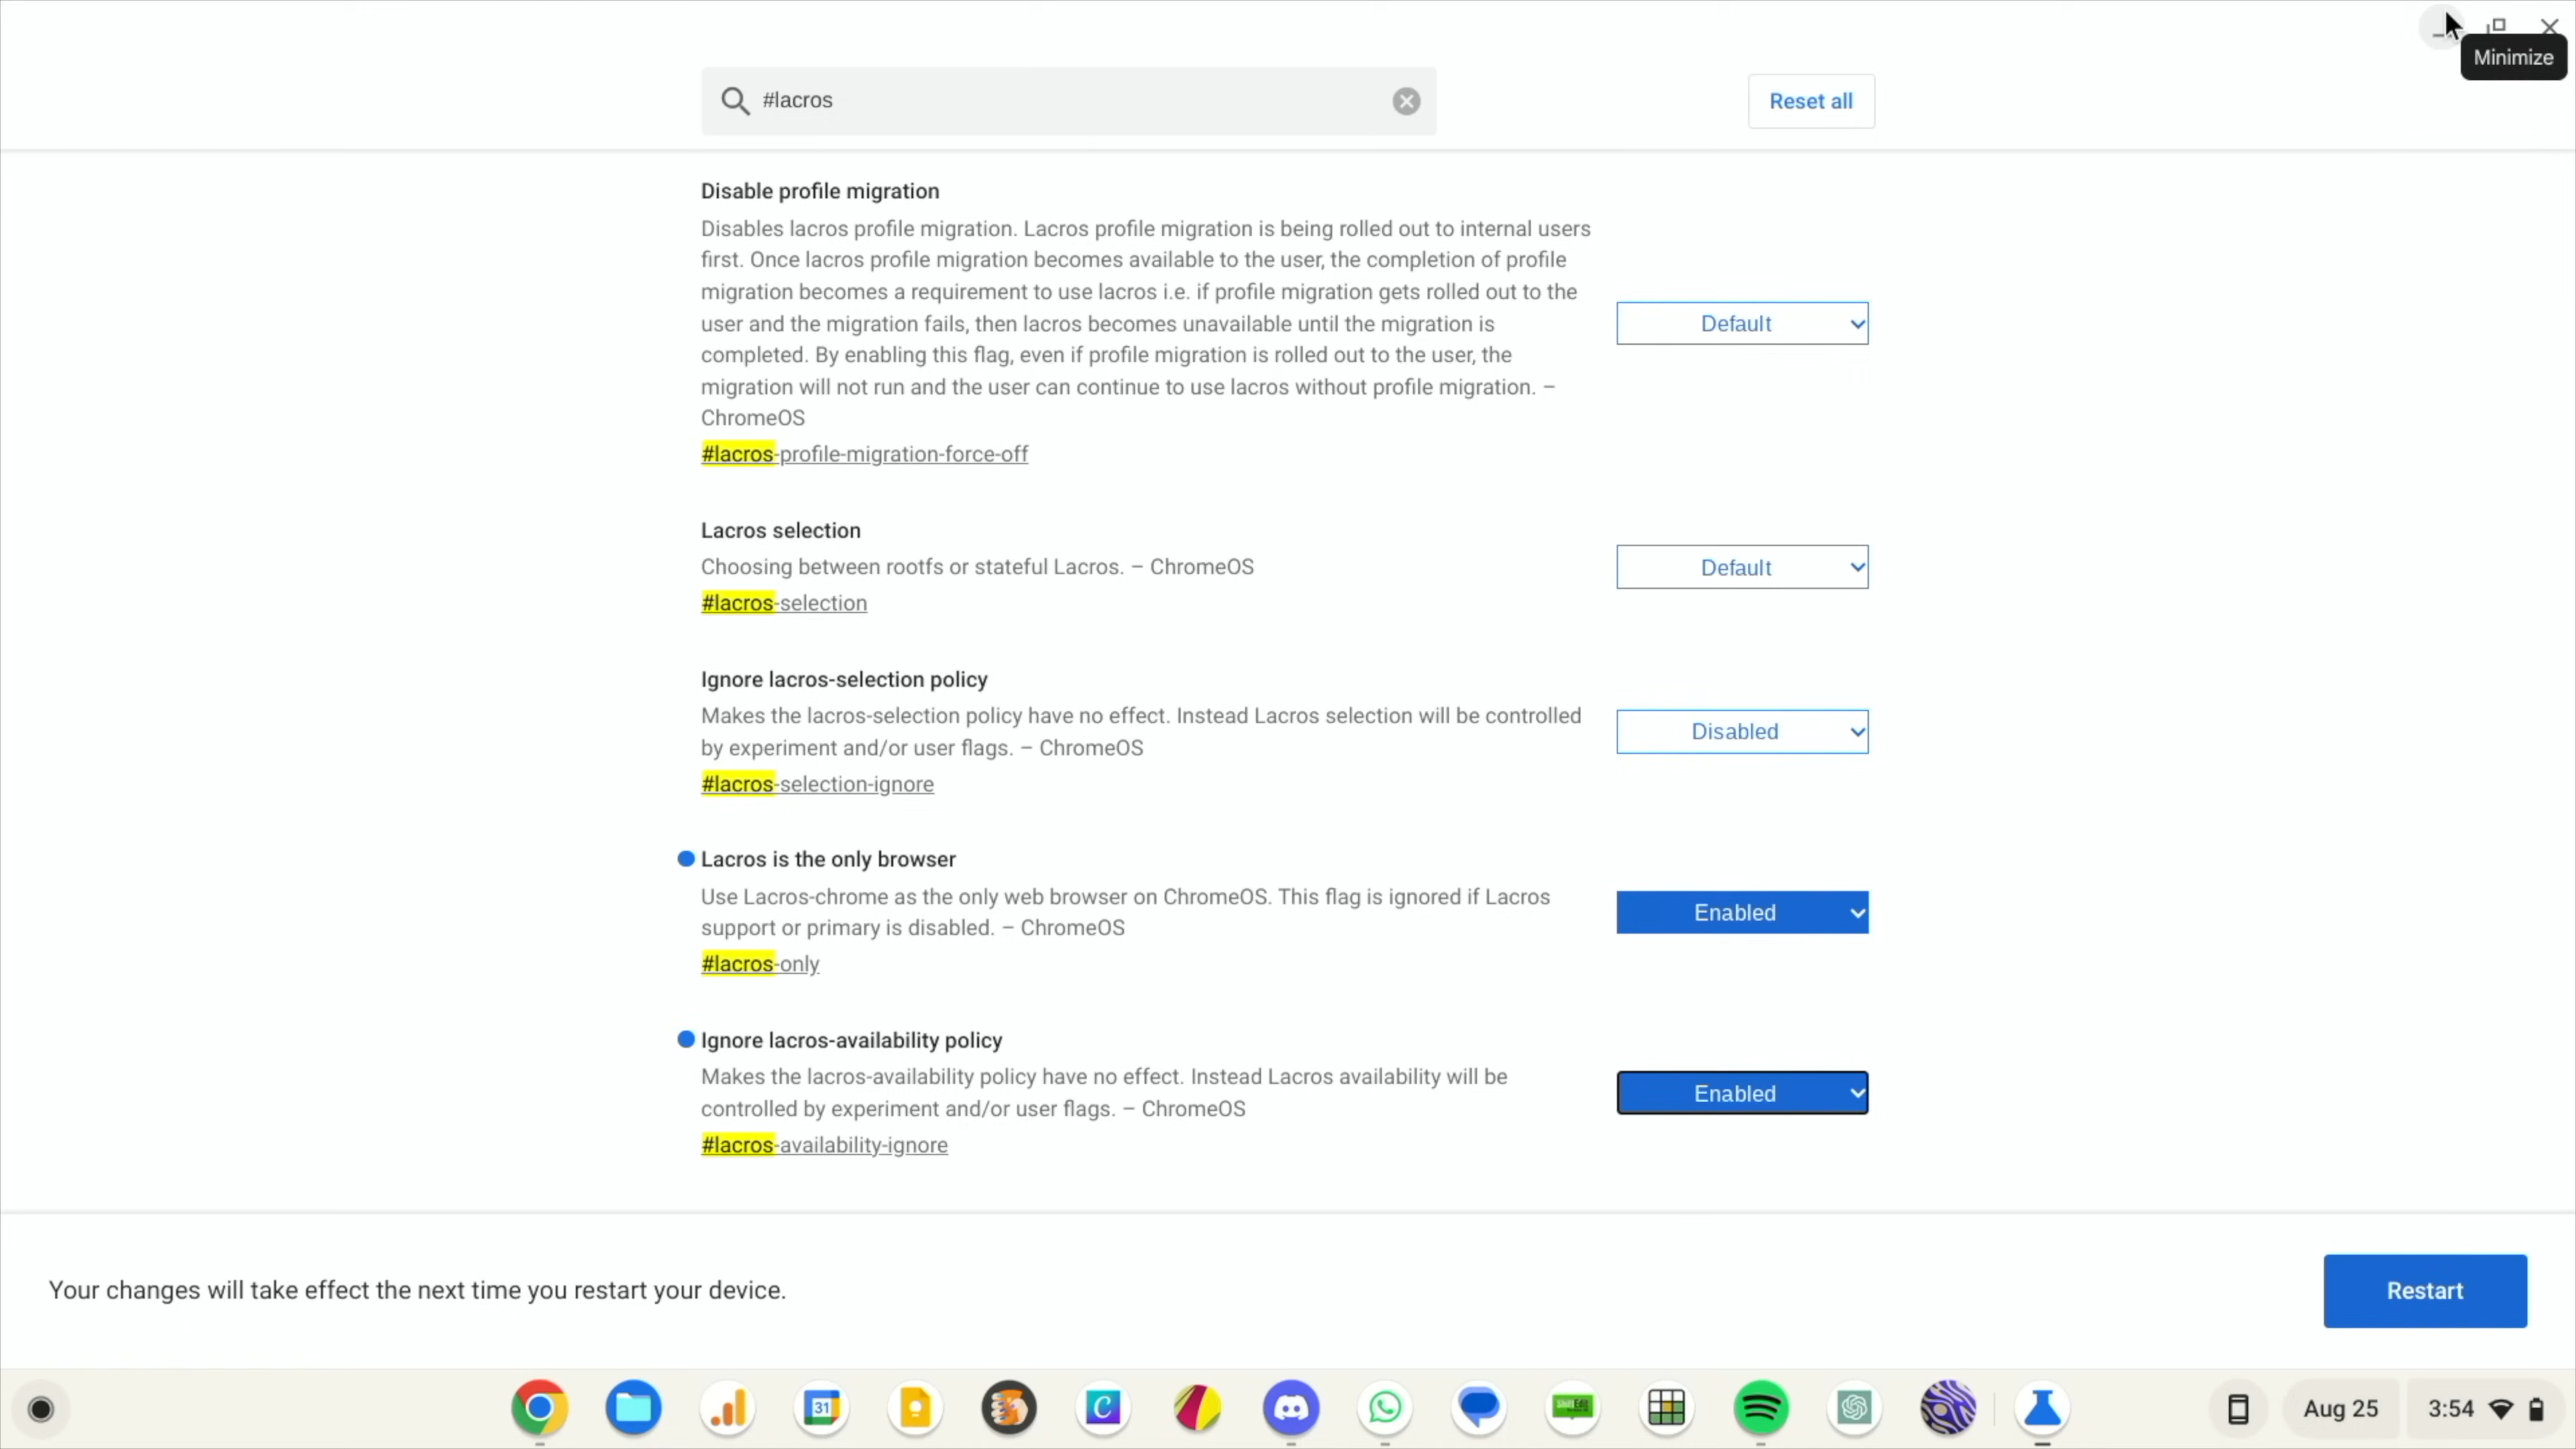 Minimize
#lacros
Reset all
Disable profile migration
Disables lacros profile migration. Lacros profile migration is being rolled out to internal users
first. Once lacros profile migration becomes available to the user, the completion of profile
migration becomes a requirement to use lacros i.e. if profile migration gets rolled out to the
user and the migration fails, then lacros becomes unavailable until the migration is
completed. By enabling this flag, even if profile migration is rolled out to the user, the
migration will not run and the user can continue to use lacros without profile migration. –
ChromeOS
#lacros-profile-migration-force-off
Default
Lacros selection
Choosing between rootfs or stateful Lacros. – ChromeOS
#lacros-selection
Default
Ignore lacros-selection policy
Makes the lacros-selection policy have no effect. Instead Lacros selection will be controlled
by experiment and/or user flags. – ChromeOS
#lacros-selection-ignore
Disabled
Lacros is the only browser
Use Lacros-chrome as the only web browser on ChromeOS. This flag is ignored if Lacros
support or primary is disabled. – ChromeOS
#lacros-only
Enabled
Ignore lacros-availability policy
Makes the lacros-availability policy have no effect. Instead Lacros availability will be
controlled by experiment and/or user flags. – ChromeOS
#lacros-availability-ignore
Enabled
Your changes will take effect the next time you restart your device.
Restart
31
C
Aug 25
3:54